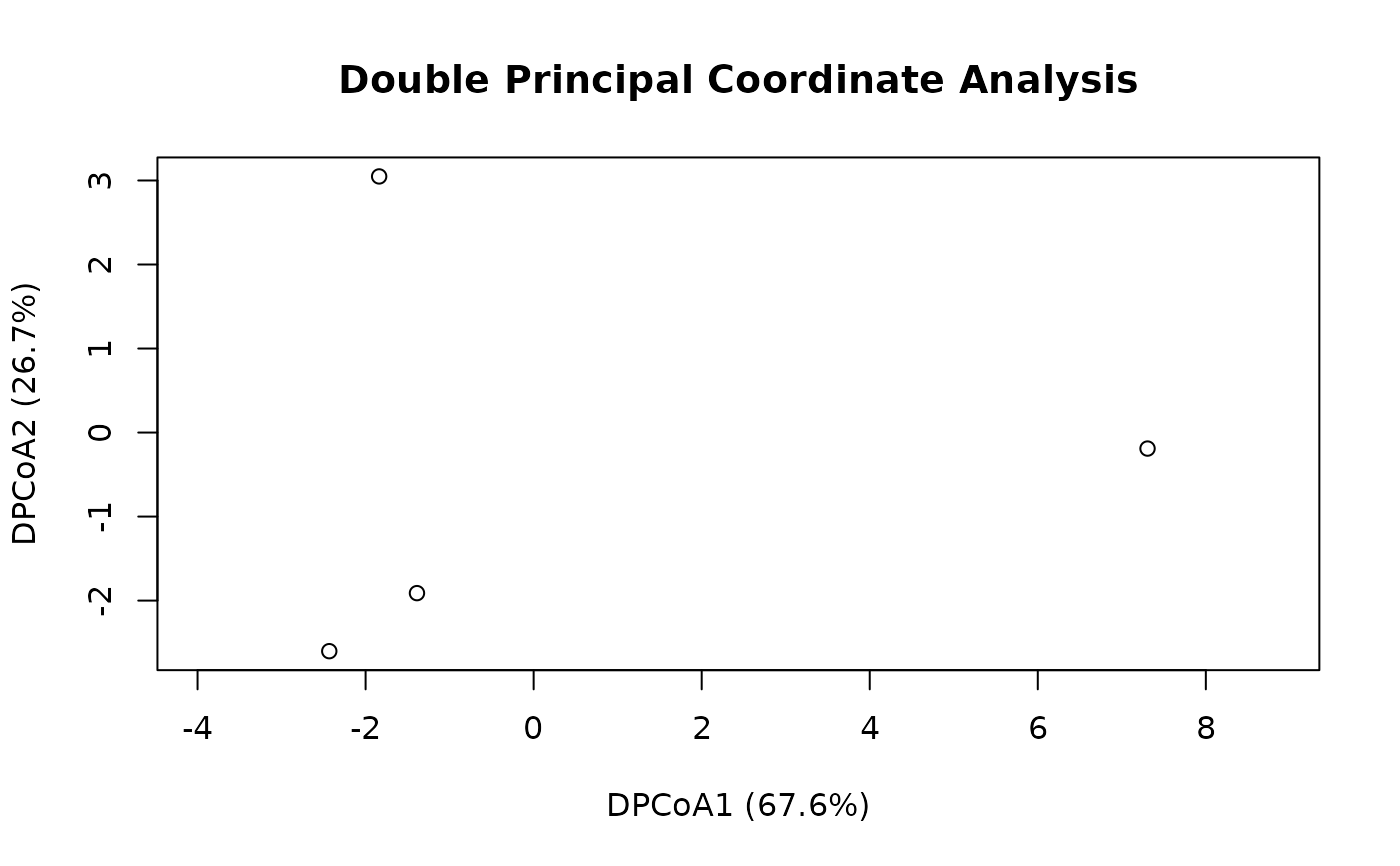 Double Principal Coordinate Analysis
3
2
1
0
-1
-2
DPCoA2 (26.7%)
-4 -2 0 2 4 6 8
DPCoA1 (67.6%)